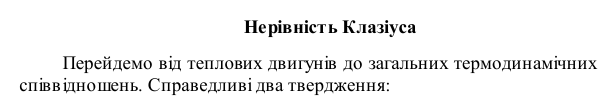 Нерівність Клазіуса
Перейдемо від теплових двигунів до загальних термодинамічних
співвідношень. Справедливі два твердження: